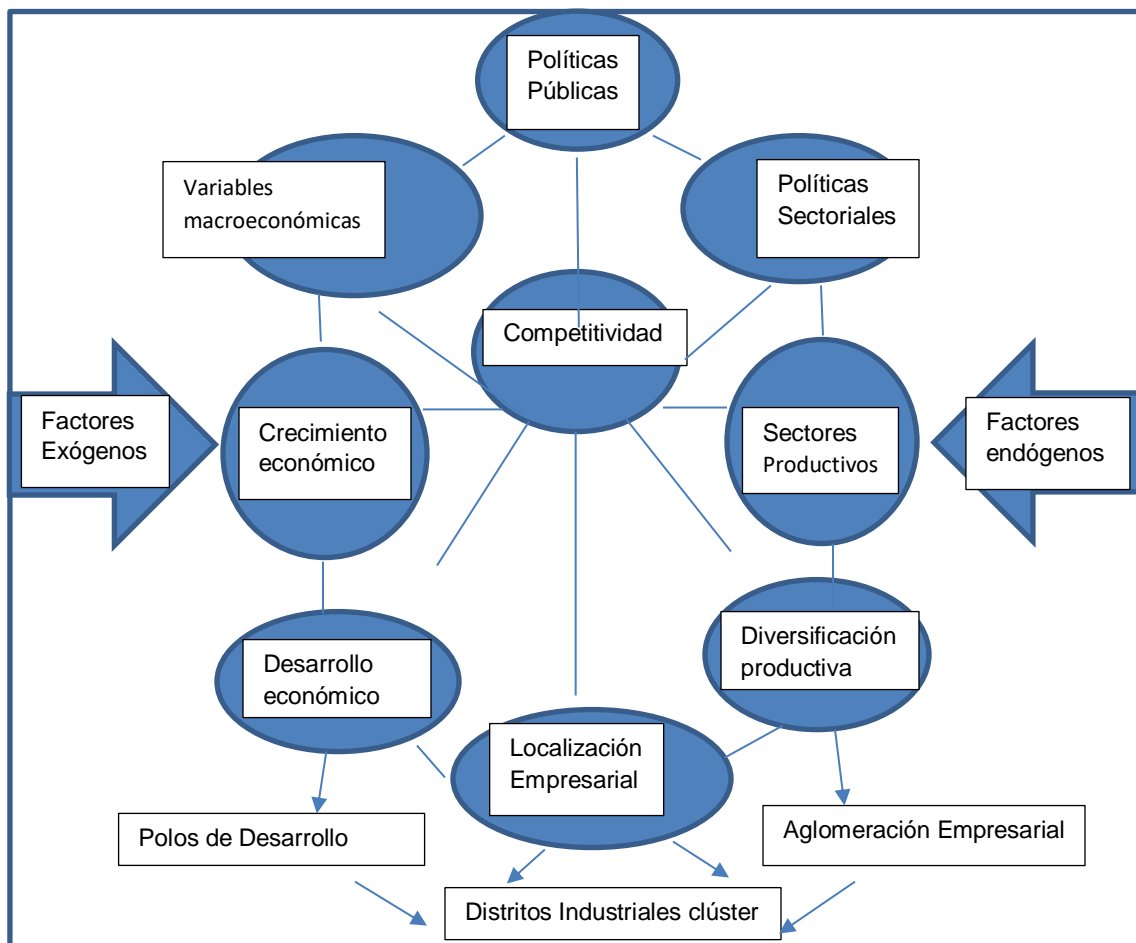 Políticas
Públicas
Variables
macroeconómicas
Políticas
Sectoriales
Competitividad
Factores
Exógenos
Crecimiento
económico
Sectores
Productivos
Factores
endógenos
Desarrollo
económico
Diversificación
productiva
Localización
Empresarial
Polos de Desarrollo
Aglomeración Empresarial
Distritos Industriales clúster